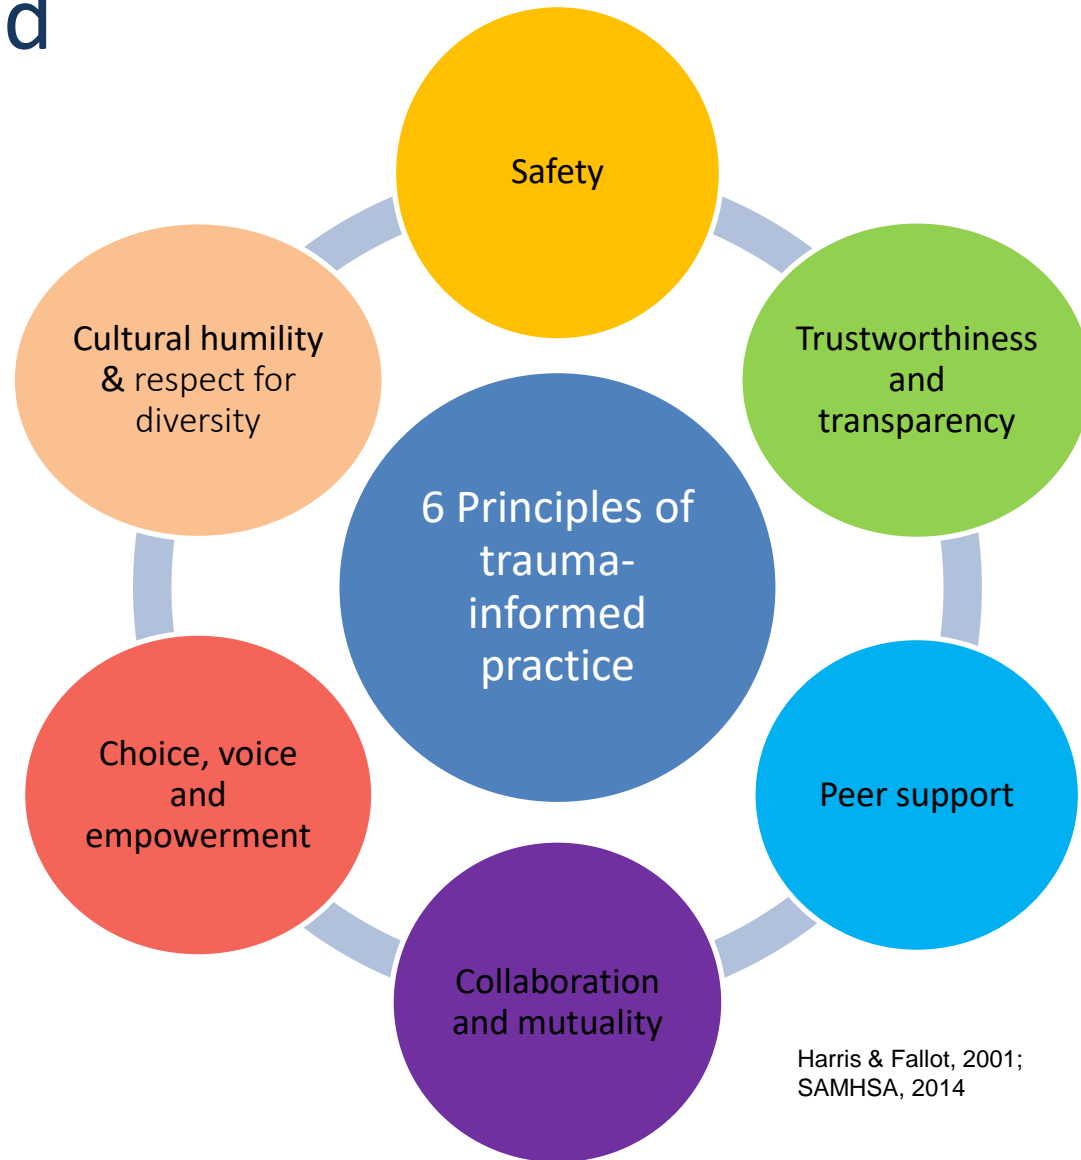 d
Safety
Trustworthiness
and
transparency
Peer support
Collaboration
and mutuality
Choice, voice
and
empowerment
Cultural humility
& respect for
diversity
6 Principles of
trauma-
informed
practice
Harris & Fallot, 2001;
SAMHSA, 2014